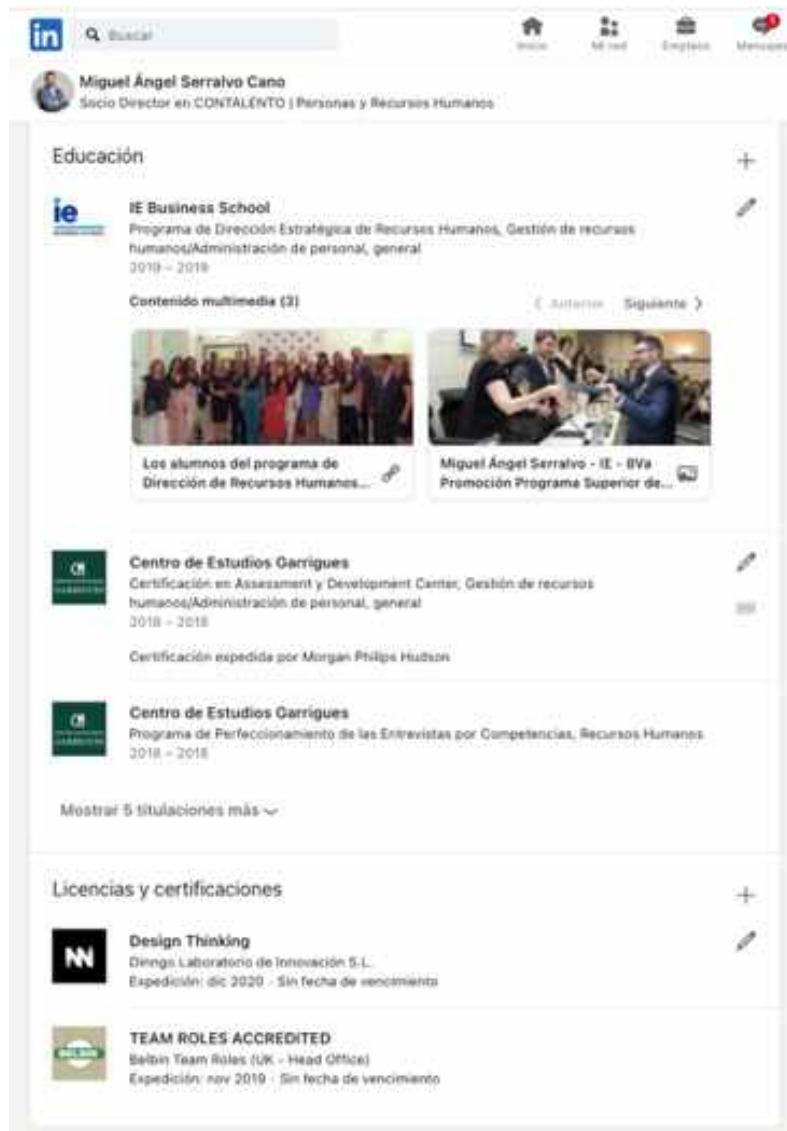 in
Buscar
Inicio
Mi red
Empleos
Mensajes
1
Miguel Ángel Serralvo Cano
Socio Director en CONTALENTO | Personas y Recursos Humanos
Educación
ie
IE Business School
Programa de Dirección Estratégica de Recursos Humanos, Gestión de recursos
humanos/Administración de personal, general
2019 – 2019
Contenido multimedia (3)
Anterior
Siguiente
Los alumnos del programa de
Dirección de Recursos Humanos...
Miguel Ángel Serralvo - IE - 8Va
Promoción Programa Superior de...
GARRIGUES
Centro de Estudios Garrigues
Certificación en Assessment y Development Center, Gestión de recursos
humanos/Administración de personal, general
2018 – 2018
Certificación expedida por Morgan Philips Hudson
GARRIGUES
Centro de Estudios Garrigues
Programa de Perfeccionamiento de las Entrevistas por Competencias, Recursos Humanos
2018 – 2018
Mostrar 5 titulaciones más
Licencias y certificaciones
NN
Design Thinking
Dinngo Laboratorio de Innovación S.L.
Expedición: dic 2020 · Sin fecha de vencimiento
BELBIN
TEAM ROLES ACCREDITED
Belbin Team Roles (UK - Head Office)
Expedición: nov 2019 · Sin fecha de vencimiento